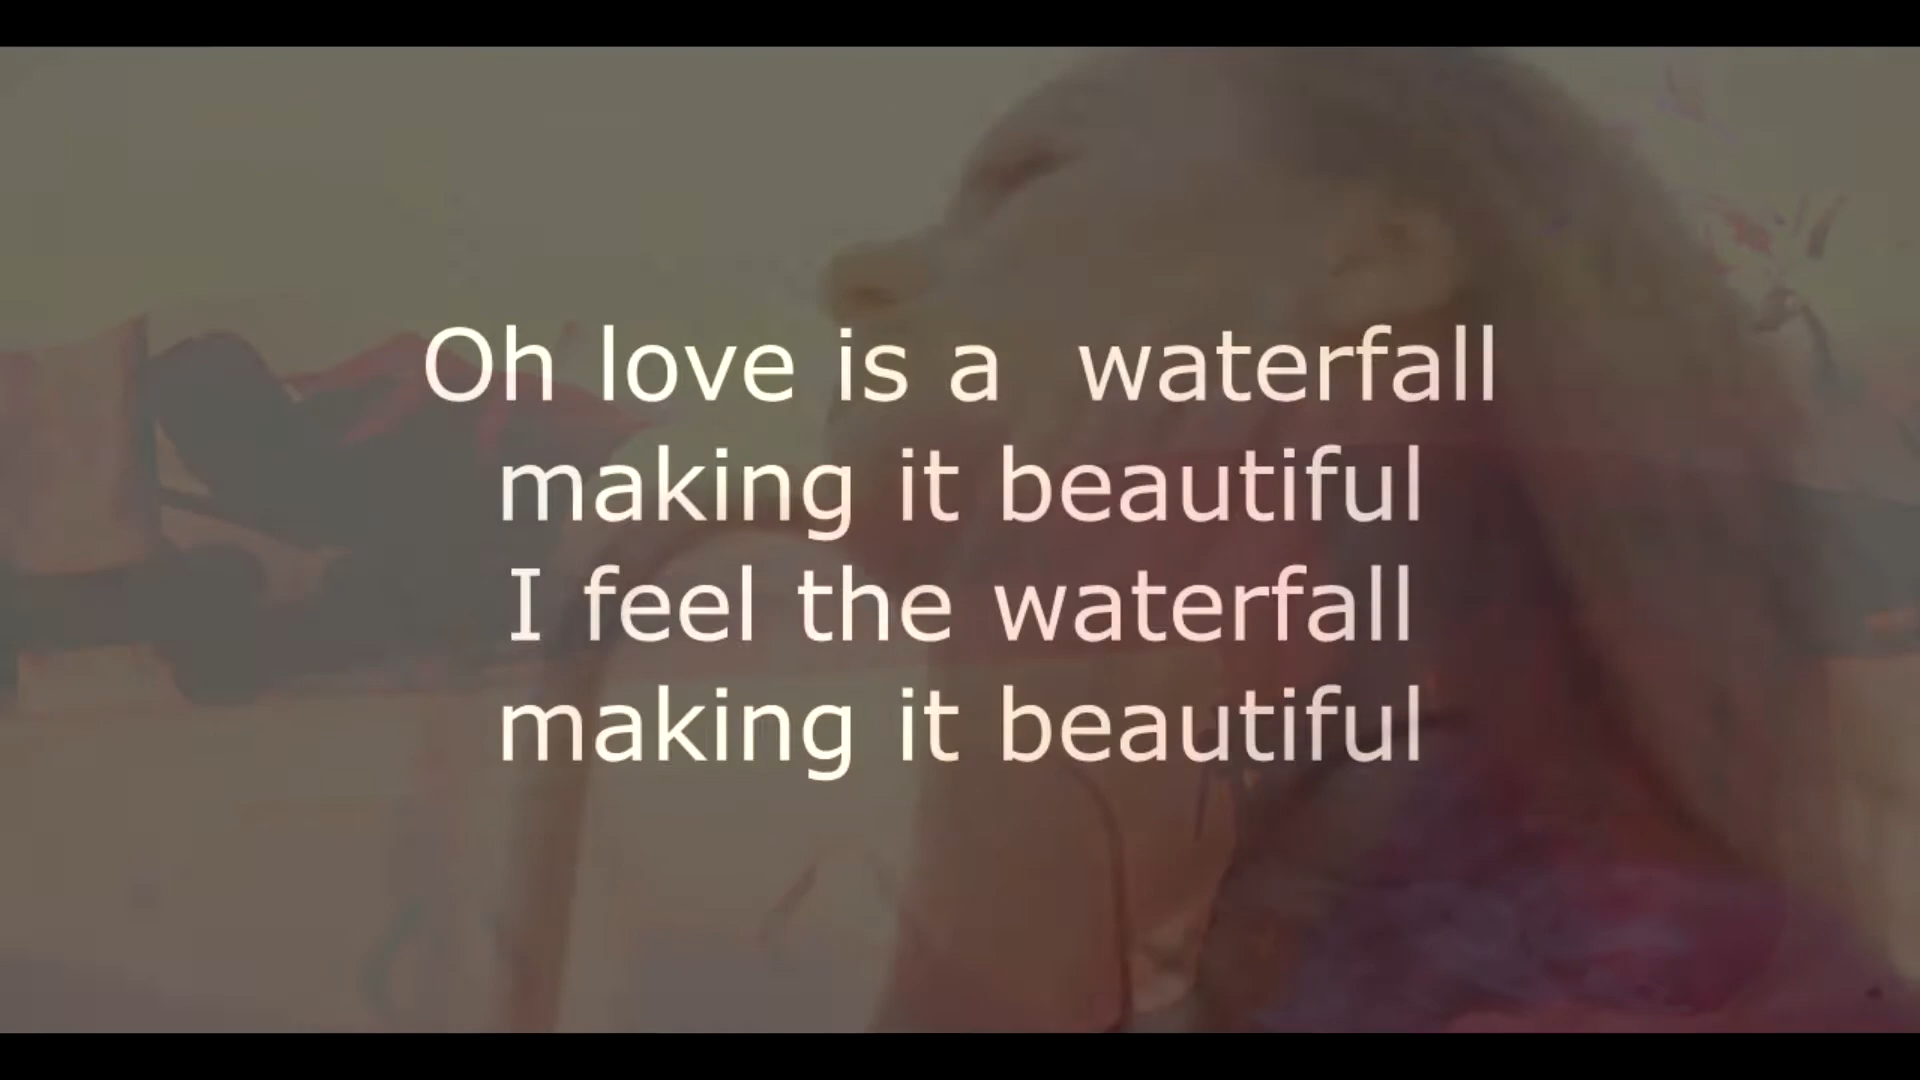 Oh love is a  waterfall
making it beautiful
I feel the waterfall
making it beautiful